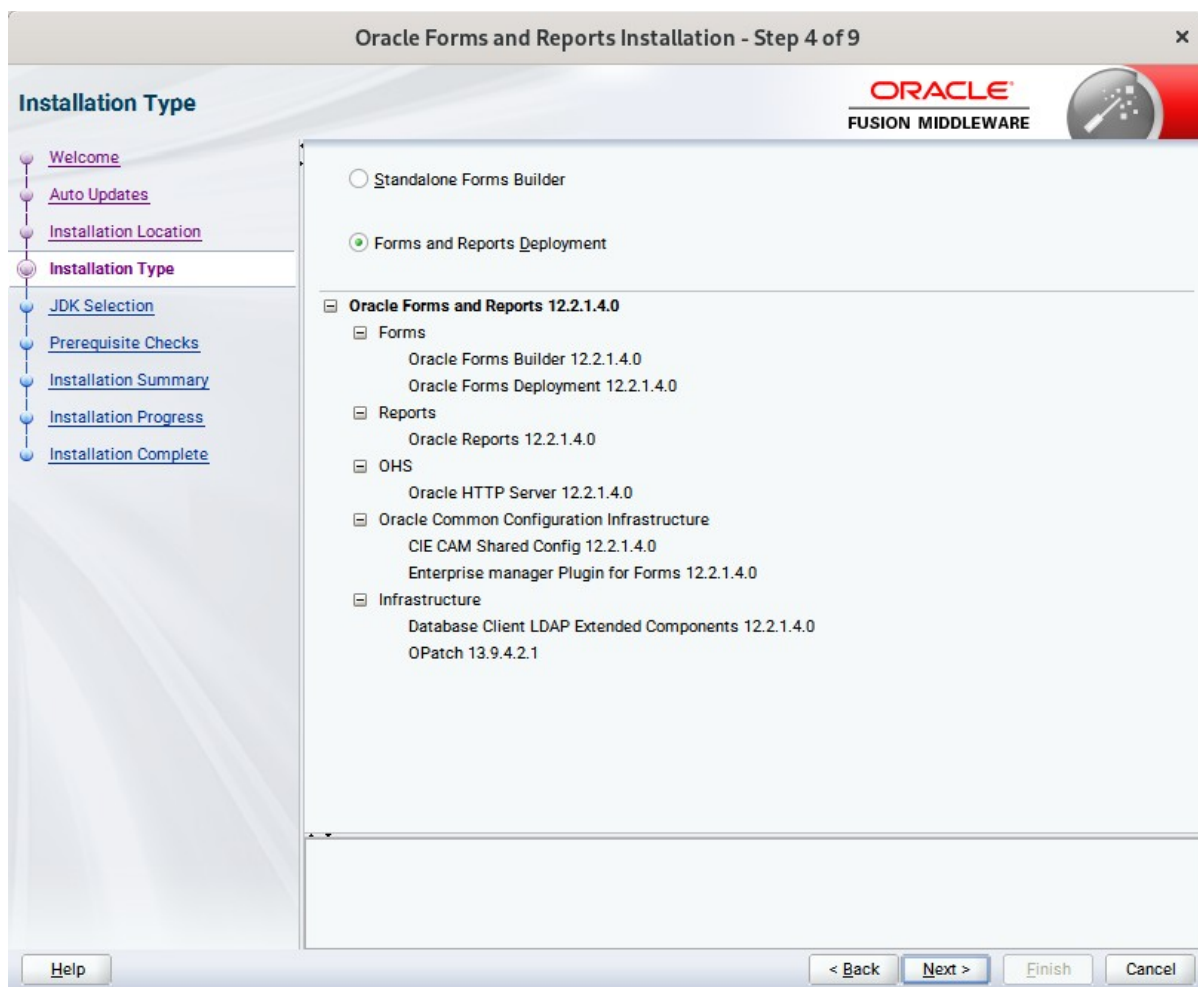 Oracle Forms and Reports Installation - Step 4 of 9
Installation Type
ORACLE
FUSION MIDDLEWARE
Welcome
Auto Updates
Installation Location
Installation Type
JDK Selection
Prerequisite Checks
Installation Summary
Installation Progress
Installation Complete
Standalone Forms Builder
Forms and Reports Deployment
Oracle Forms and Reports 12.2.1.4.0
Forms
Oracle Forms Builder 12.2.1.4.0
Oracle Forms Deployment 12.2.1.4.0
Reports
Oracle Reports 12.2.1.4.0
OHS
Oracle HTTP Server 12.2.1.4.0
Oracle Common Configuration Infrastructure
CIE CAM Shared Config 12.2.1.4.0
Enterprise manager Plugin for Forms 12.2.1.4.0
Infrastructure
Database Client LDAP Extended Components 12.2.1.4.0
OPatch 13.9.4.2.1
Help
< Back
Next >
Finish
Cancel